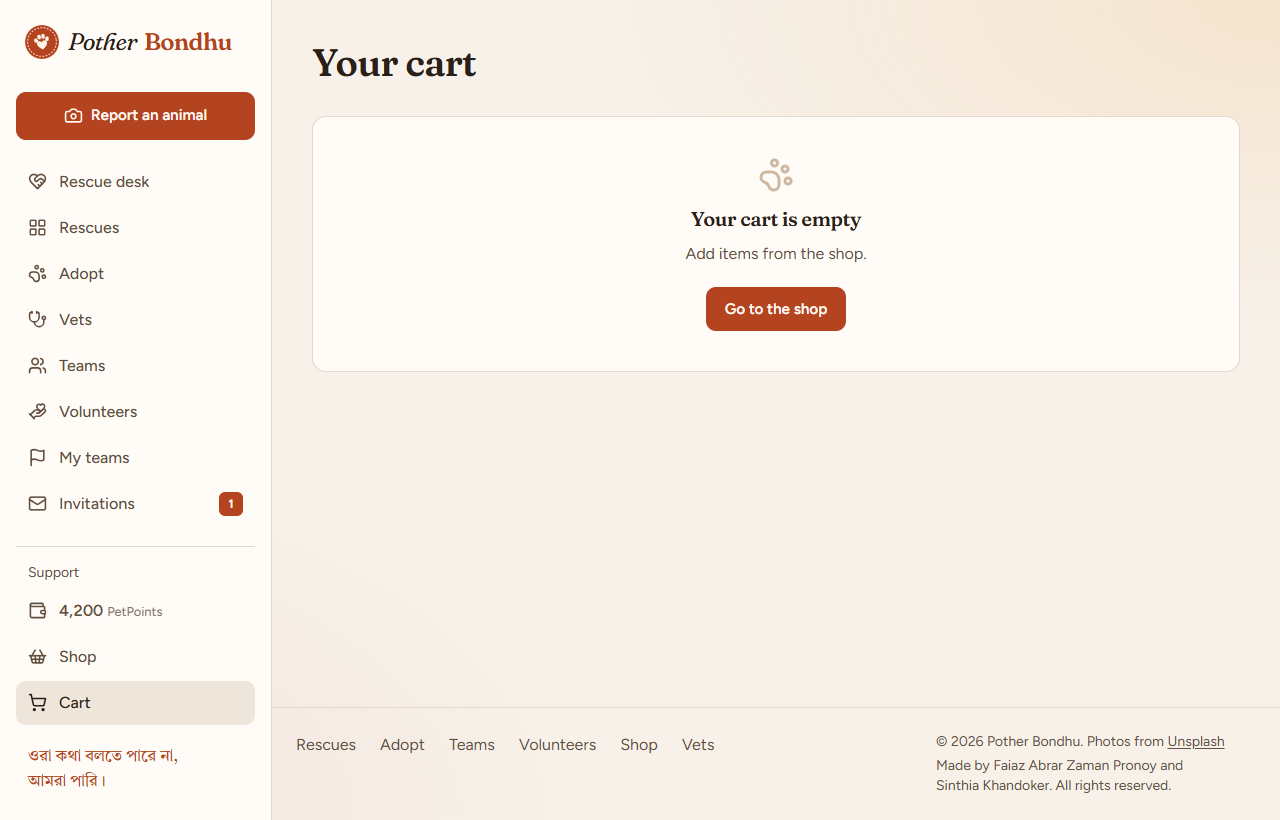 Pother Bondhu
Report an animal
Rescue desk
Rescues
Adopt
Vets
Teams
Volunteers
My teams
Invitations 1
Support
4,200 PetPoints
Shop
Cart
ওরা কথা বলতে পারে না,
আমরা পারি।
Your cart
Your cart is empty
Add items from the shop.
Go to the shop
Rescues Adopt Teams Volunteers Shop Vets
© 2026 Pother Bondhu. Photos from Unsplash
Made by Faiaz Abrar Zaman Pronoy and
Sinthia Khandoker. All rights reserved.